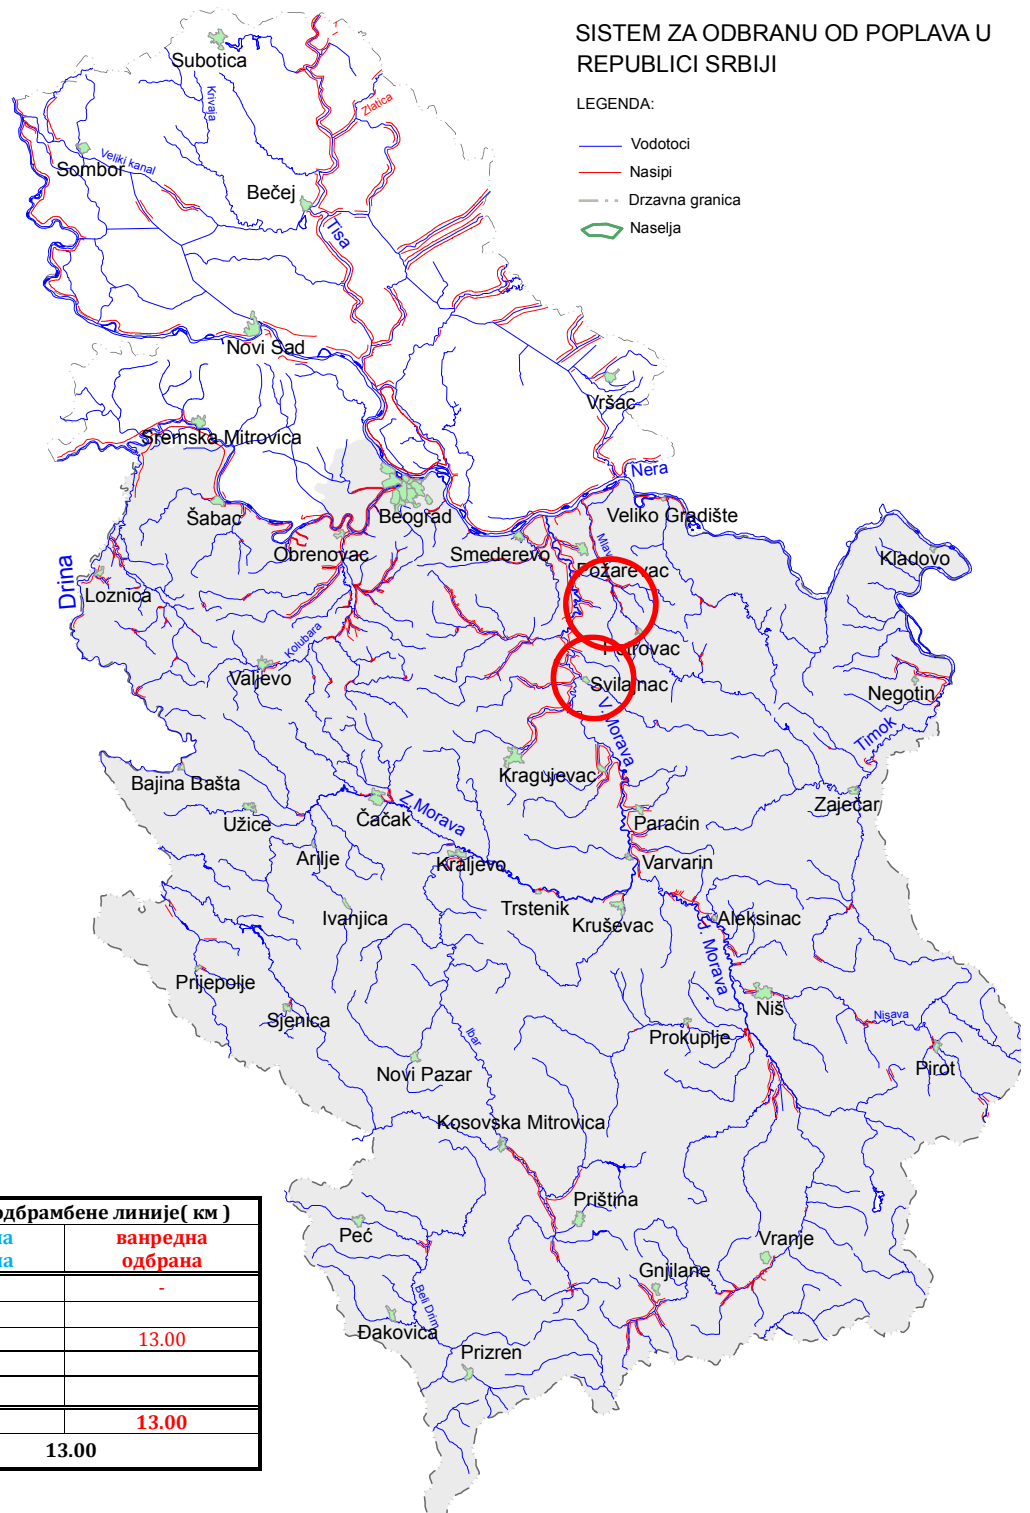 SISTEM ZA ODBRANU OD POPLAVA U
REPUBLICI SRBIJI
LEGENDA:
Vodotoci
Nasipi
Drzavna granica
Naselja
Subotica
Krivaja
Zlatica
Sombor
Veliki kanal
Bečej
Tisa
Novi Sad
Vršac
Sremska Mitrovica
Nera
Šabac
Beograd
Veliko Gradište
Obrenovac
Smederevo
Kladovo
Drina
Požarevac
Loznica
Kolubara
Petrovac
Valjevo
Svilajnac
Negotin
V. Morava
Timok
Bajina Bašta
Kragujevac
Zaječar
Užice
Čačak
Z. Morava
Paraćin
Arilje
Kraljevo
Varvarin
Ivanjica
Trstenik
Kruševac
Aleksinac
J. Morava
Prijepolje
Sjenica
Niš
Nisava
Prokuplje
Ibar
Novi Pazar
Pirot
Kosovska Mitrovica
Priština
Peć
Vranje
Gnjilane
Beli Drim
Đakovica
Prizren
одбрамбене линије( км )
на
ванредна
на
одбрана
-
13.00
13.00
13.00